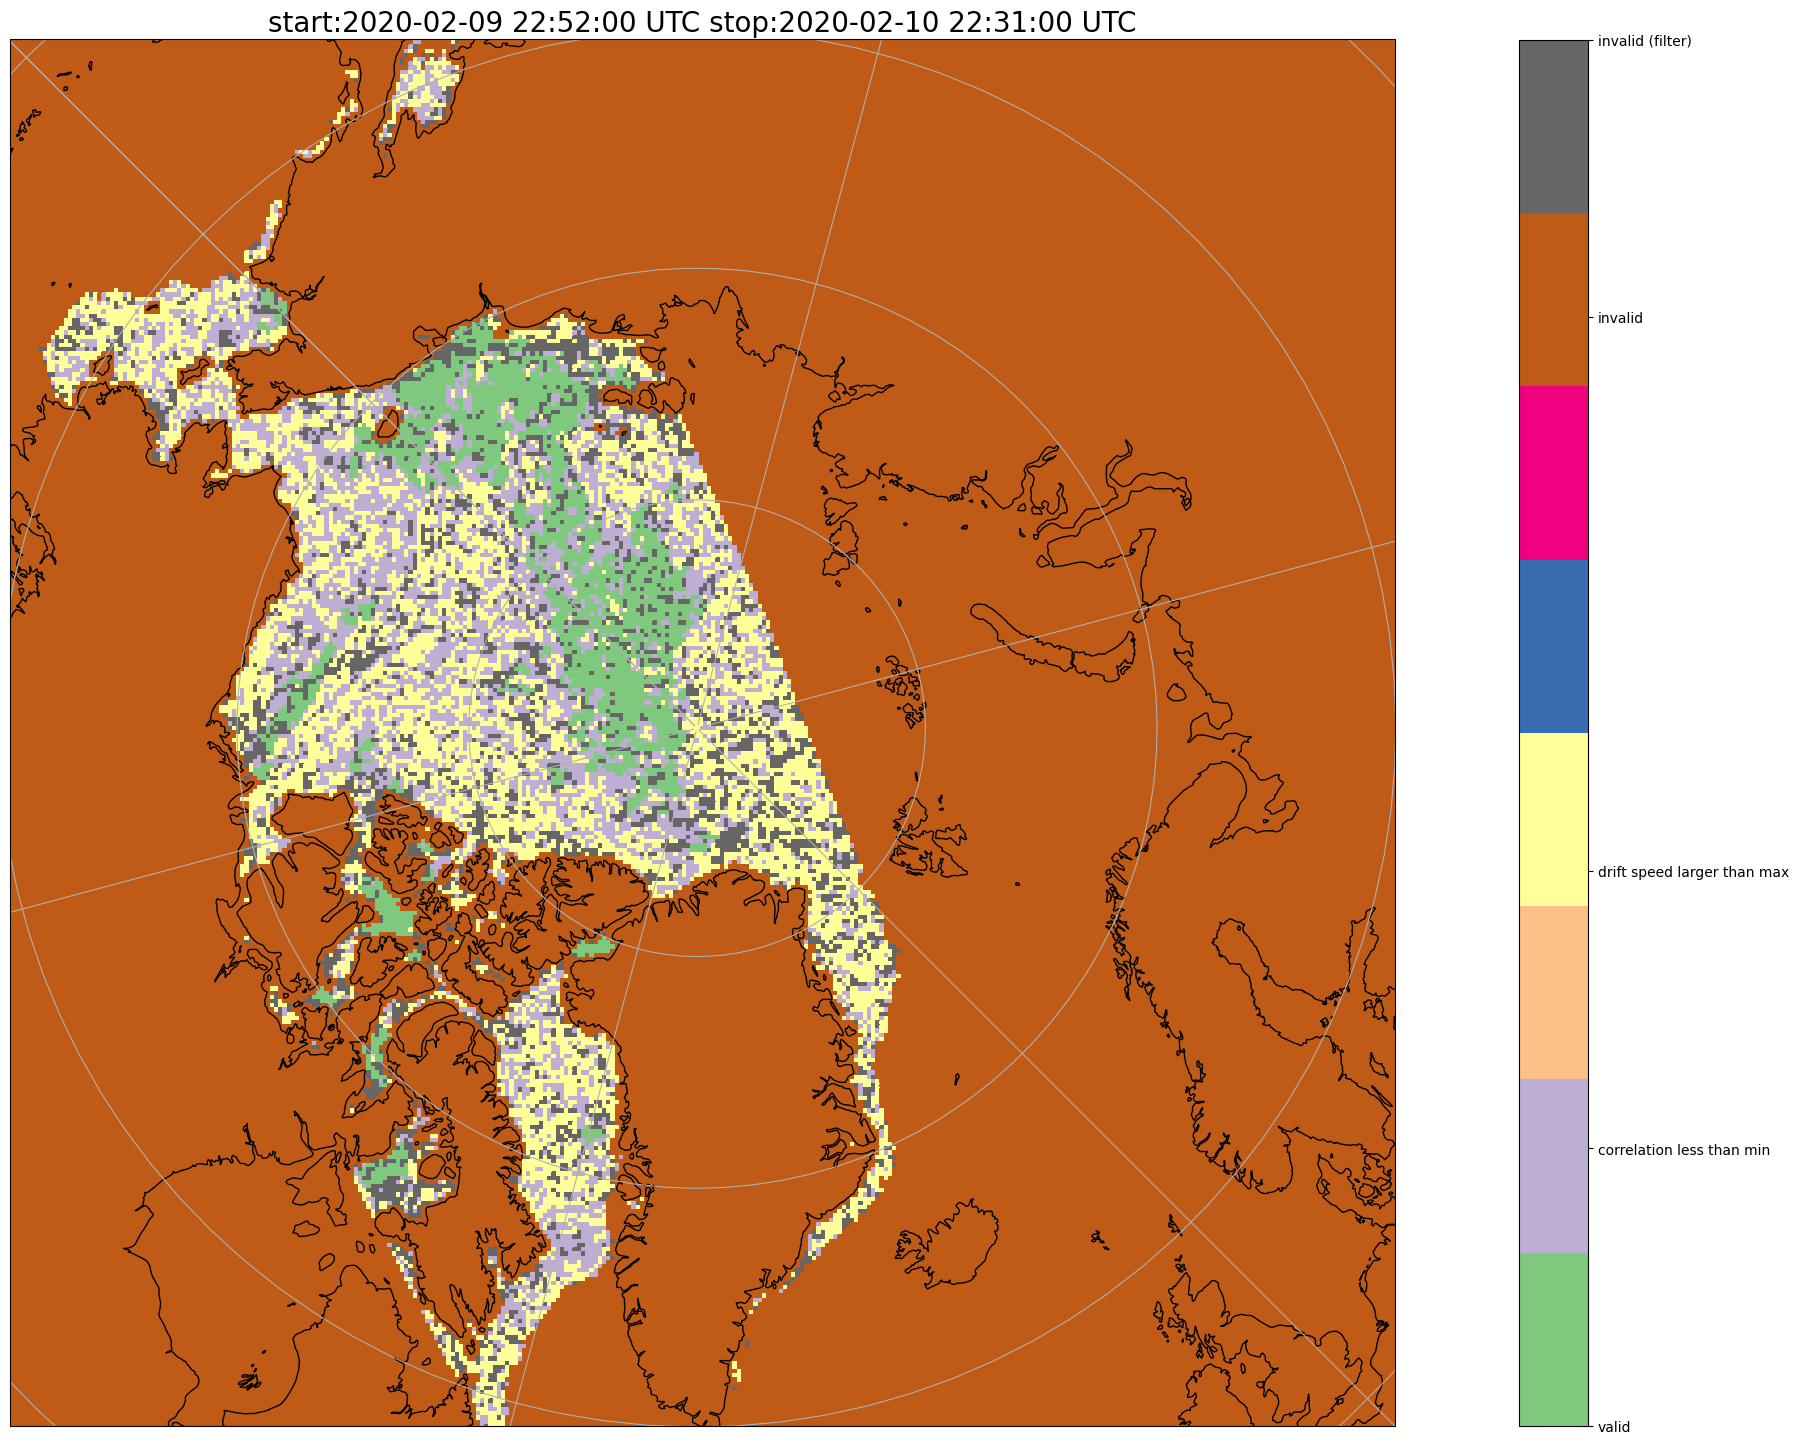 start:2020-02-09 22:52:00 UTC stop:2020-02-10 22:31:00 UTC
invalid (filter)
invalid
drift speed larger than max
correlation less than min
valid